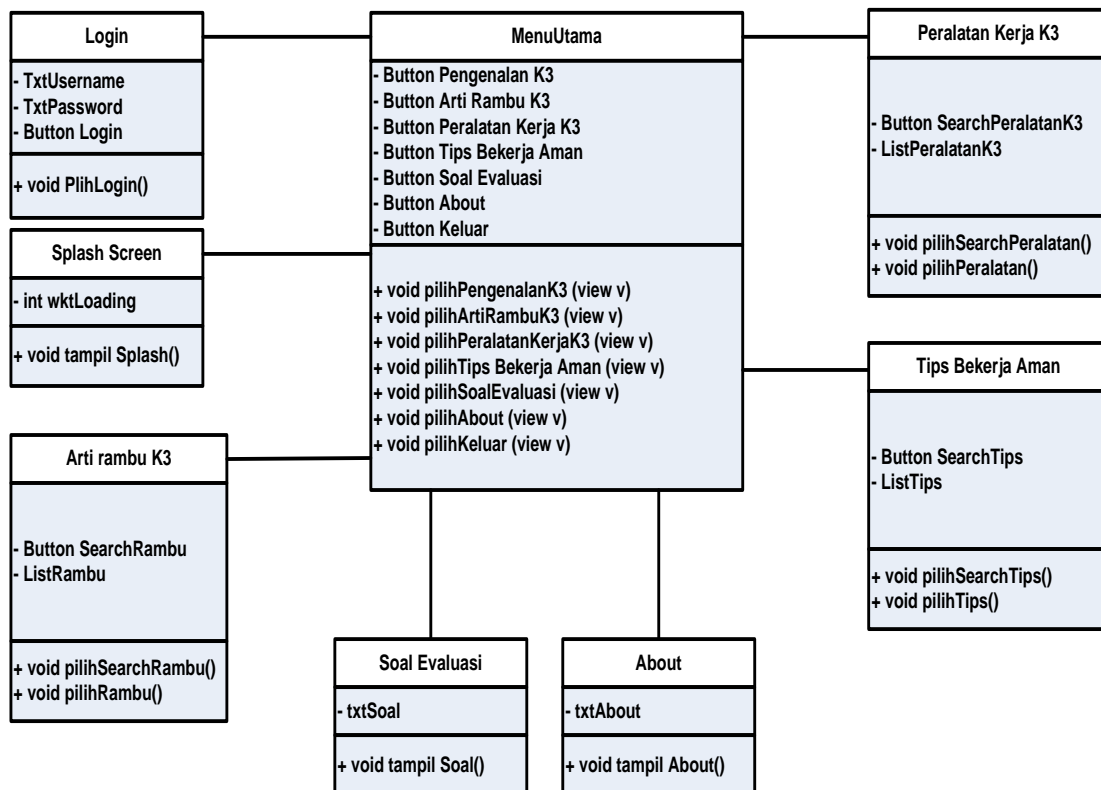 Login
- TxtUsername
- TxtPassword
- Button Login
+ void PlihLogin()
Splash Screen
- int wktLoading
+ void tampil Splash()
Arti rambu K3
- Button SearchRambu
- ListRambu
+ void pilihSearchRambu()
+ void pilihRambu()
MenuUtama
- Button Pengenalan K3
- Button Arti Rambu K3
- Button Peralatan Kerja K3
- Button Tips Bekerja Aman
- Button Soal Evaluasi
- Button About
- Button Keluar
+ void pilihPengenalanK3 (view v)
+ void pilihArtiRambuK3 (view v)
+ void pilihPeralatanKerjaK3 (view v)
+ void pilihTips Bekerja Aman (view v)
+ void pilihSoalEvaluasi (view v)
+ void pilihAbout (view v)
+ void pilihKeluar (view v)
Soal Evaluasi
- txtSoal
+ void tampil Soal()
About
- txtAbout
+ void tampil About()
Peralatan Kerja K3
- Button SearchPeralatanK3
- ListPeralatanK3
+ void pilihSearchPeralatan()
+ void pilihPeralatan()
Tips Bekerja Aman
- Button SearchTips
- ListTips
+ void pilihSearchTips()
+ void pilihTips()